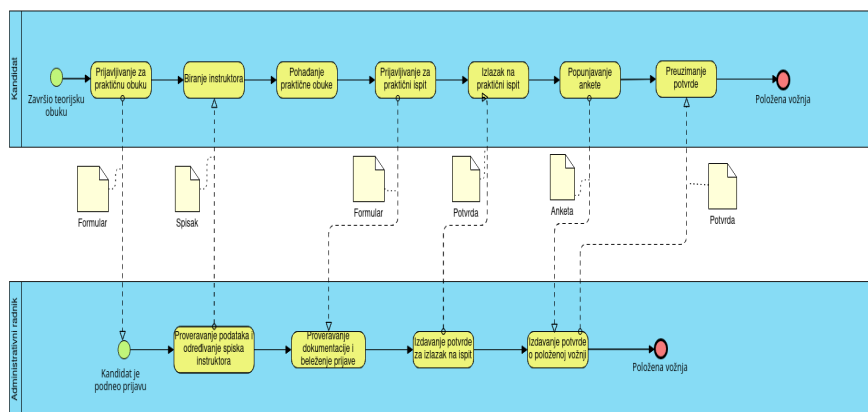 Kandidat
Prijavljivanje za
praktičnu obuku
Biranje instruktora
Pohađanje
praktične obuke
Prijavljivanje za
praktični ispit
Izlazak na
praktični ispit
Popunjavanje
ankete
Preuzimanje
potvrde
Završio teorijsku
obuku
Položena vožnja
Formular
Spisak
Formular
Potvrda
Anketa
Potvrda
Administrativni radnik
Proveravanje podataka i
određivanje spiska
instruktora
Proveravanje
dokumentacije i
beleženje prijave
Izdavanje potvrde
za izlazak na ispit
Izdavanje potvrde
o položenoj vožnji
Kandidat je
podneo prijavu
Položena vožnja